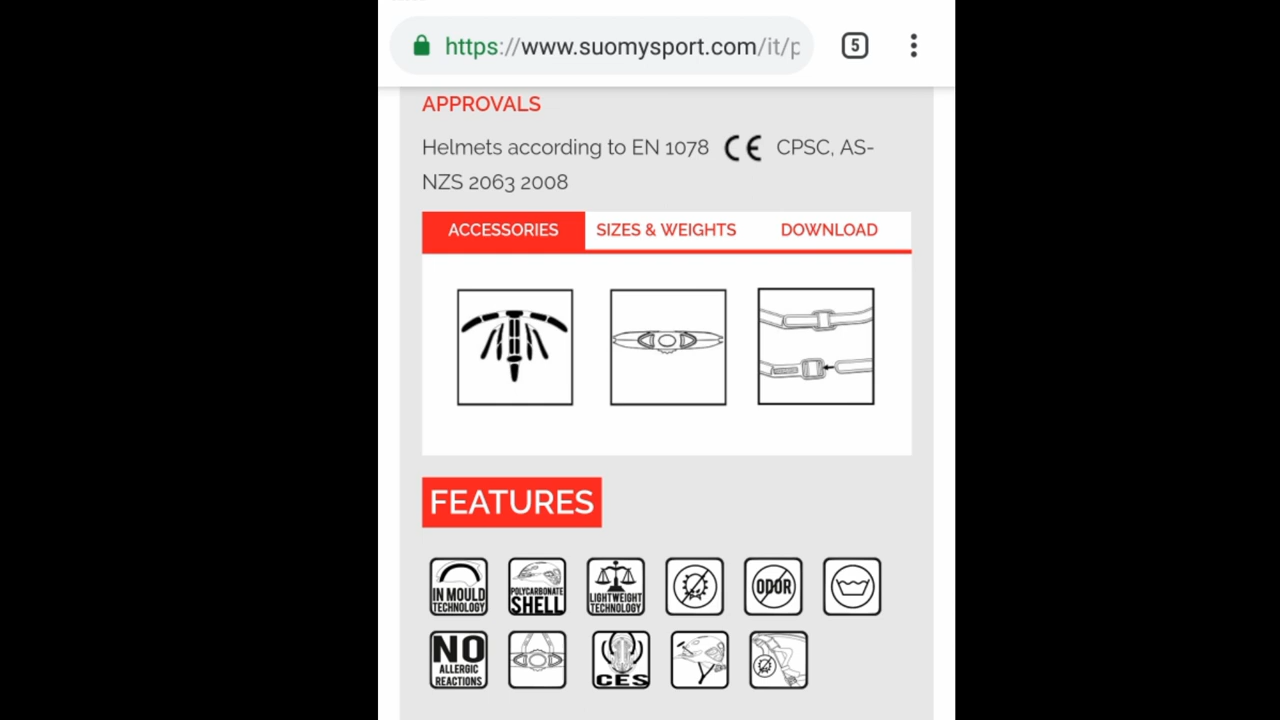 https://www.suomysport.com/it/p
5
APPROVALS
Helmets according to EN 1078 CE CPSC, AS-
NZS 2063 2008
ACCESSORIES SIZES & WEIGHTS DOWNLOAD
FEATURES
IN MOULD
TECHNOLOGY
POLYCARBONATE
SHELL
LIGHTWEIGHT
TECHNOLOGY
ODOR
NO
ALLERGIC
REACTIONS
CES